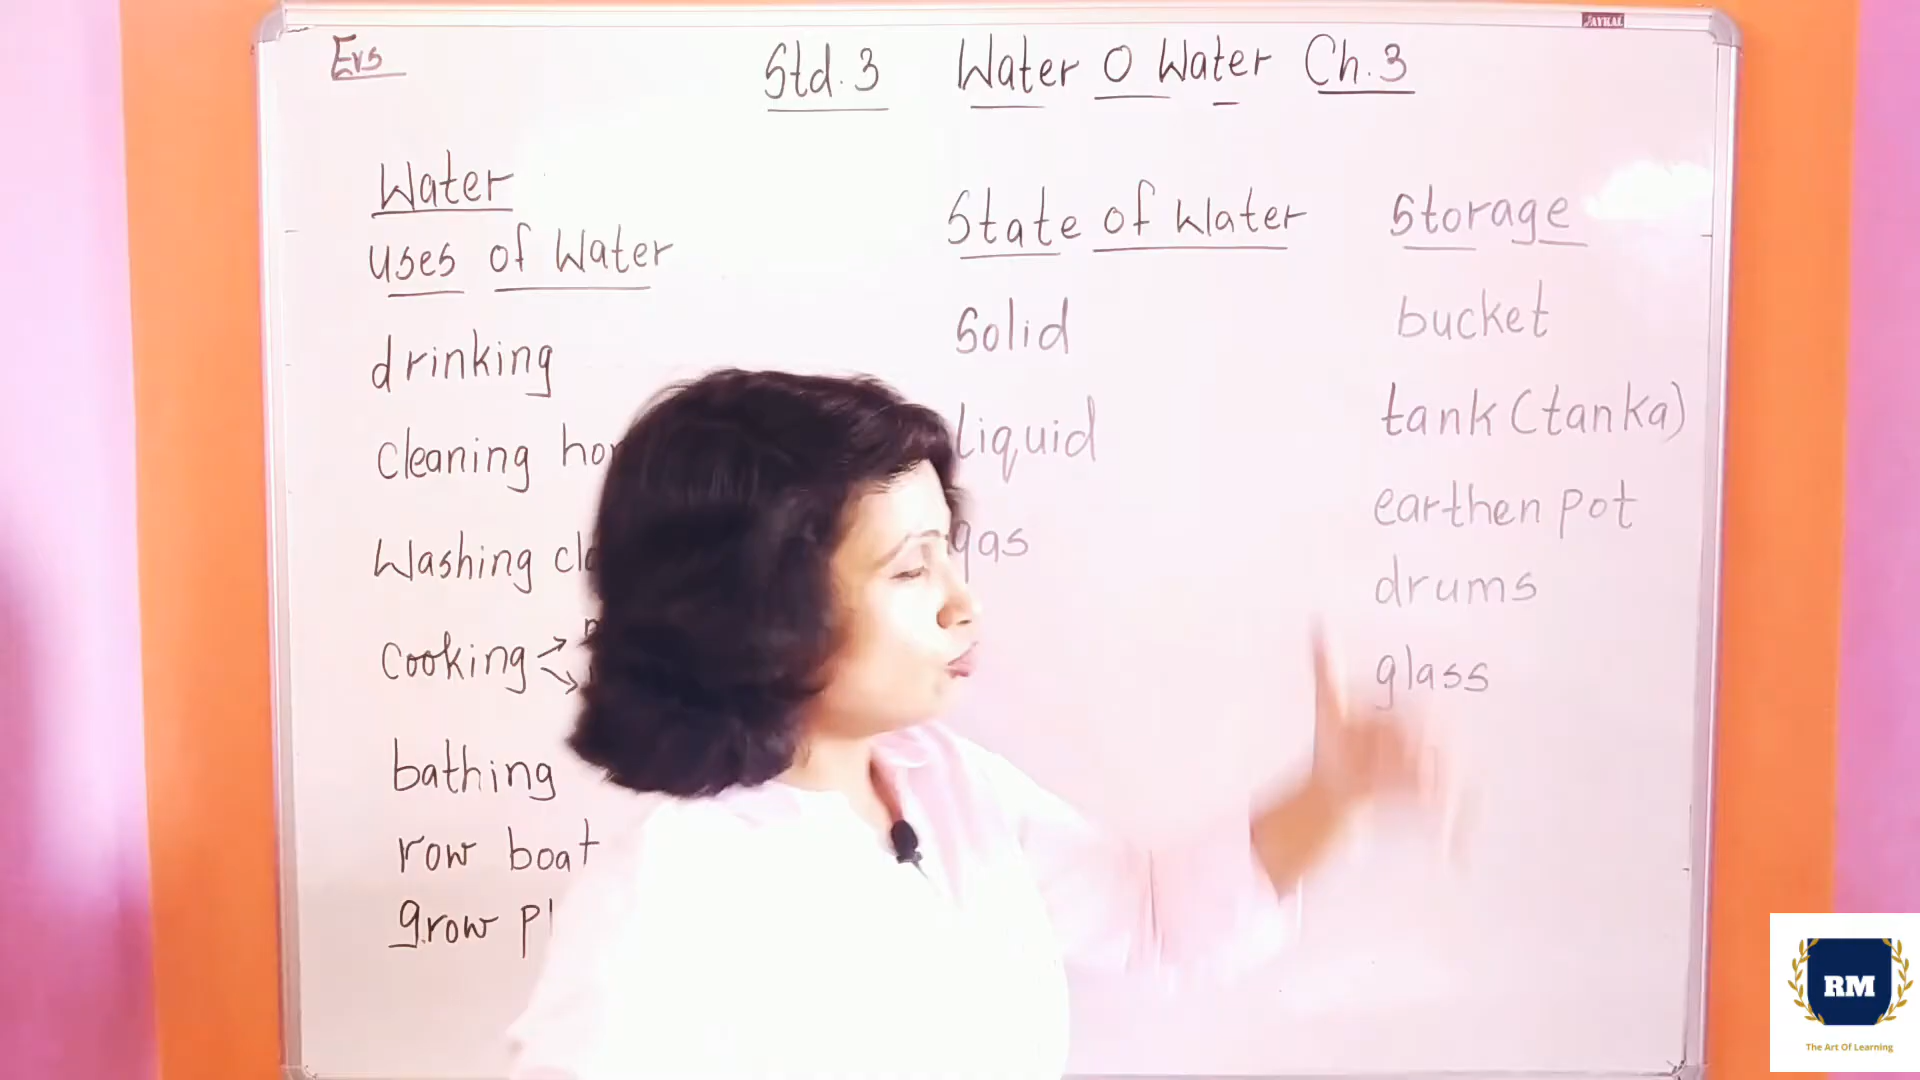 JAYKAL
Evs
Std.3 Water O Water Ch.3
Water
uses of Water
drinking
cleaning
Washing
cooking
bathing
row boat
grow
State of Water
Solid
liquid
gas
Storage
bucket
tank (tanka)
earthen pot
drums
glass
RM
The Art Of Learning